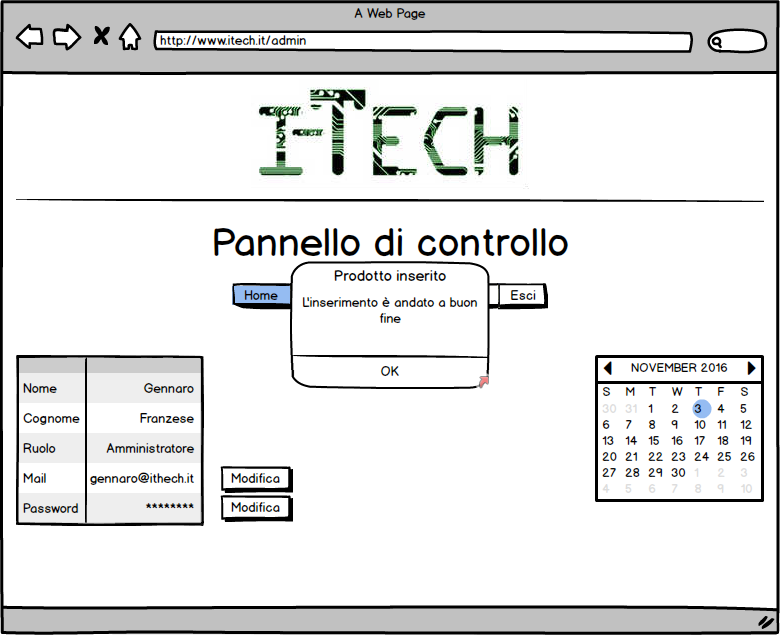 A Web Page
http://www.itech.it/admin
I-TECH
Pannello di controllo
Home
Esci
Prodotto inserito
L'inserimento è andato a buon
fine
OK
Nome Gennaro
Cognome Franzese
Ruolo Amministratore
Mail gennaro@ithech.it Modifica
Password ******** Modifica
NOVEMBER 2016
S M T W T F S
30 31 1 2 3 4 5
6 7 8 9 10 11 12
13 14 15 16 17 18 19
20 21 22 23 24 25 26
27 28 29 30 1 2 3
4 5 6 7 8 9 10